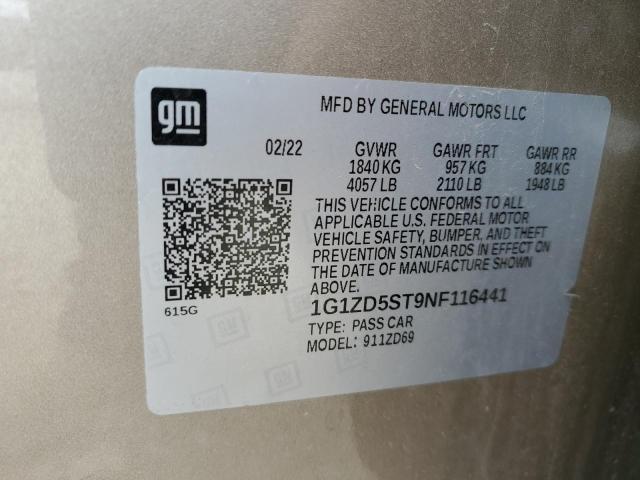 gm
MFD BY GENERAL MOTORS LLC
02/22 GVWR GAWR FRT GAWR RR
1840 KG 957 KG 884 KG
4057 LB 2110 LB 1948 LB
THIS VEHICLE CONFORMS TO ALL
APPLICABLE U.S. FEDERAL MOTOR
VEHICLE SAFETY, BUMPER, AND THEFT
PREVENTION STANDARDS IN EFFECT ON
THE DATE OF MANUFACTURE SHOWN
ABOVE.
615G
1G1ZD5ST9NF116441
TYPE: PASS CAR
MODEL: 911ZD69